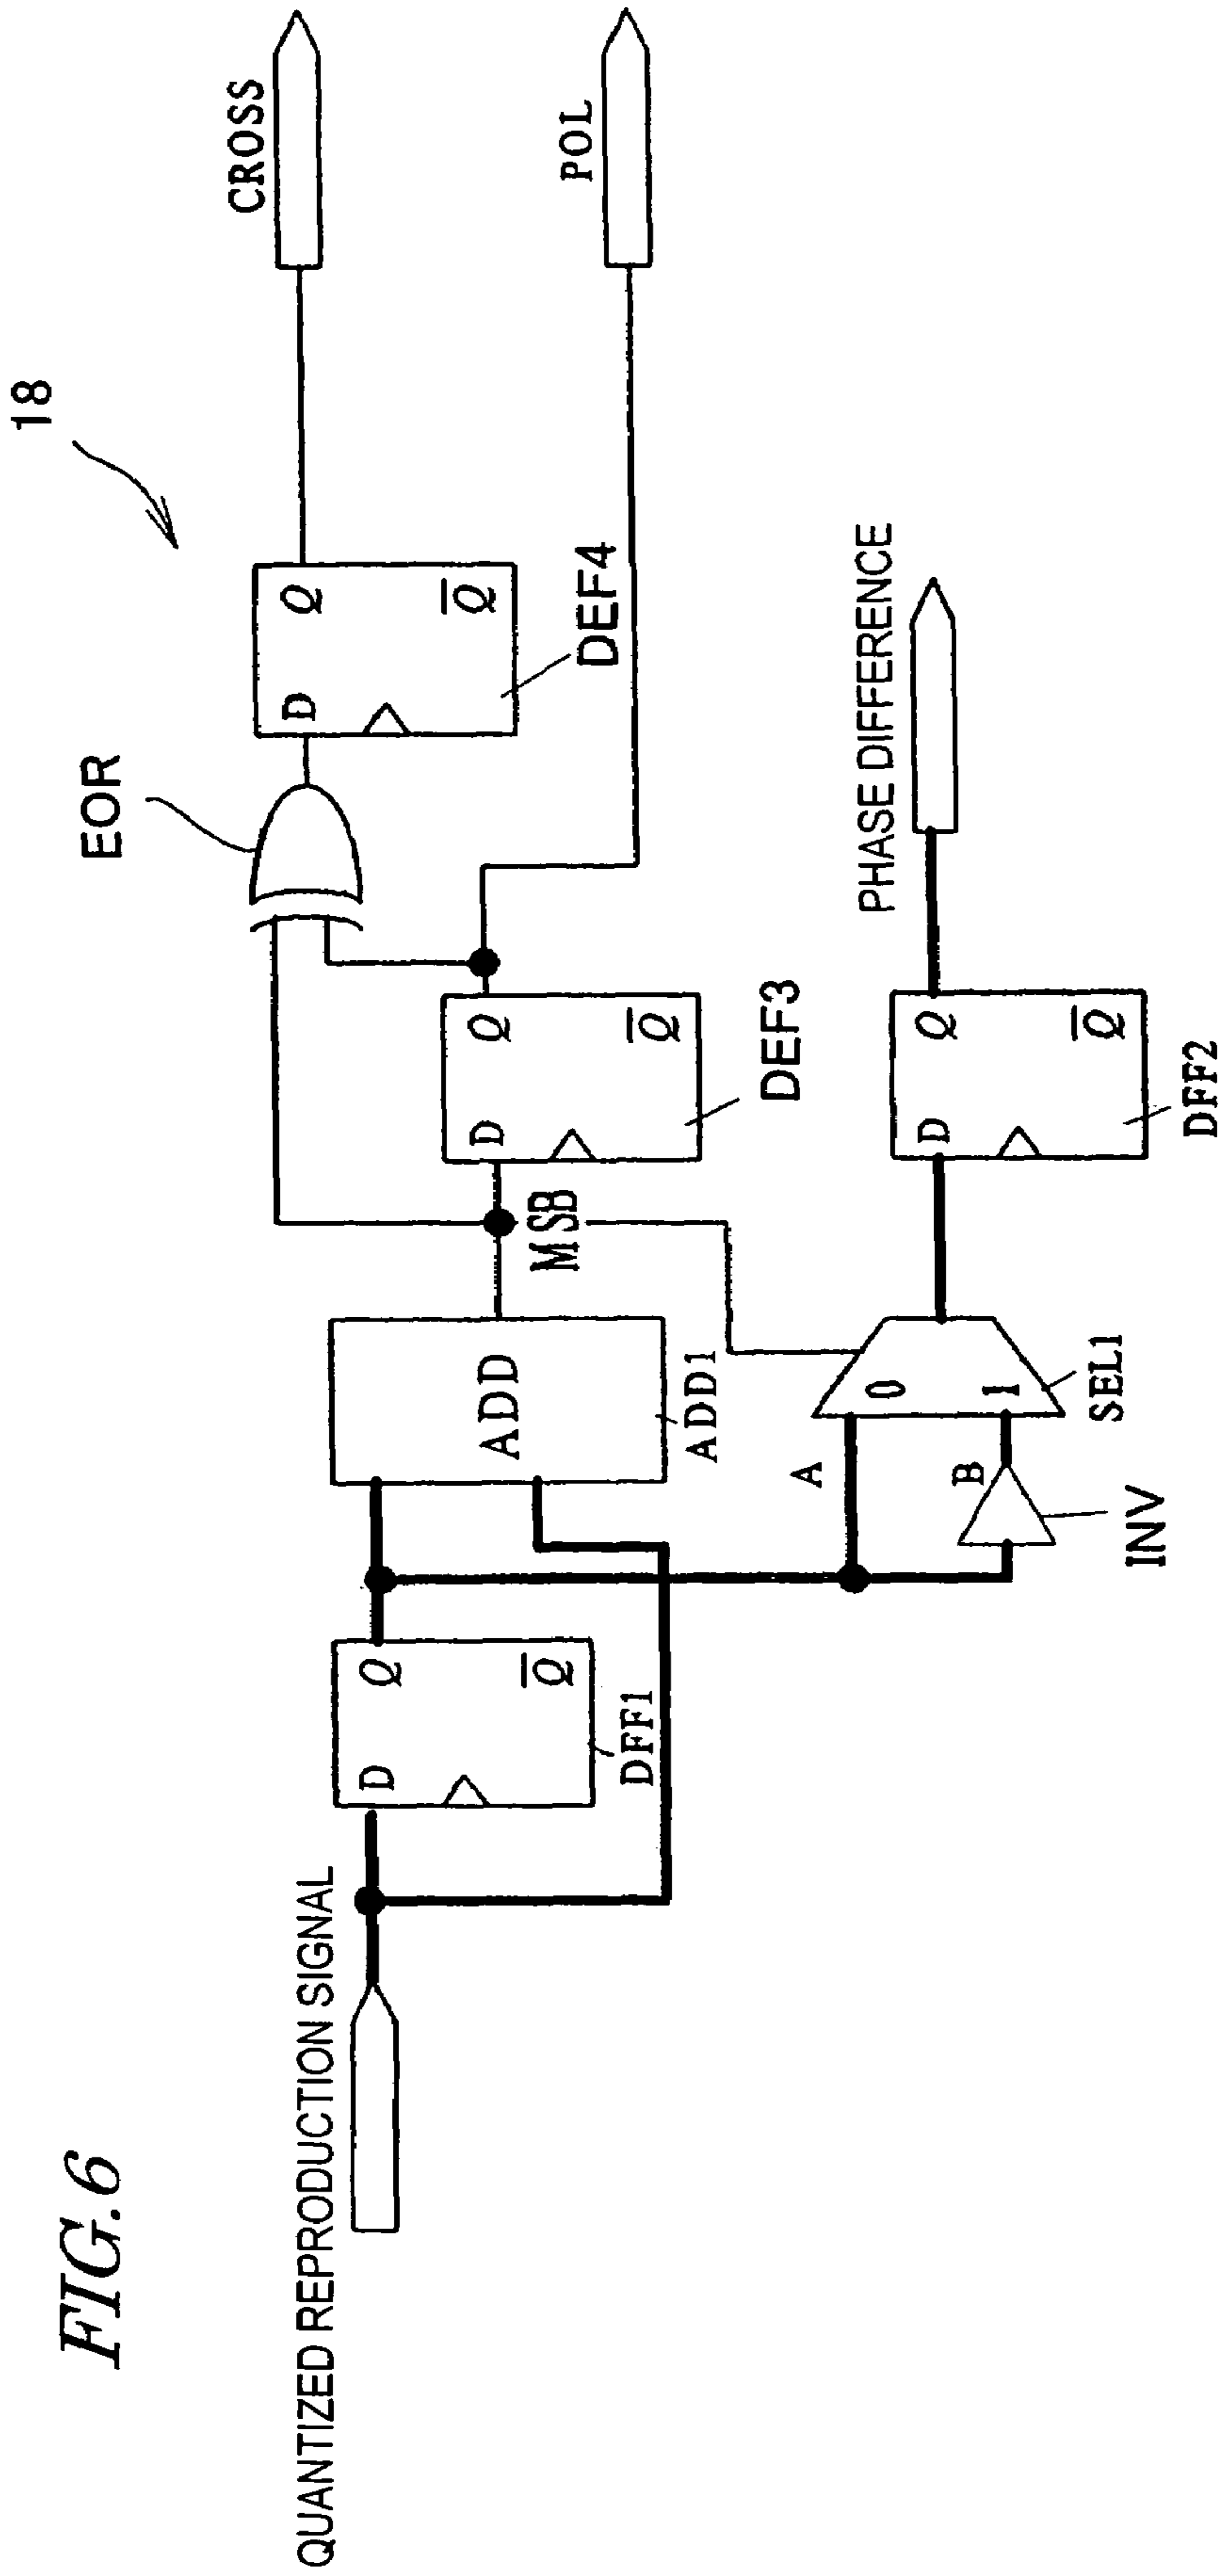 FIG.6
18
QUANTIZED REPRODUCTION SIGNAL
D
Q
Q̅
DFF1
ADD
ADD1
MSB
D
Q
Q̅
DEF3
EOR
D
Q
Q̅
DEF4
CROSS
POL
A
B
INV
0
1
SEL1
D
Q
Q̅
DFF2
PHASE DIFFERENCE